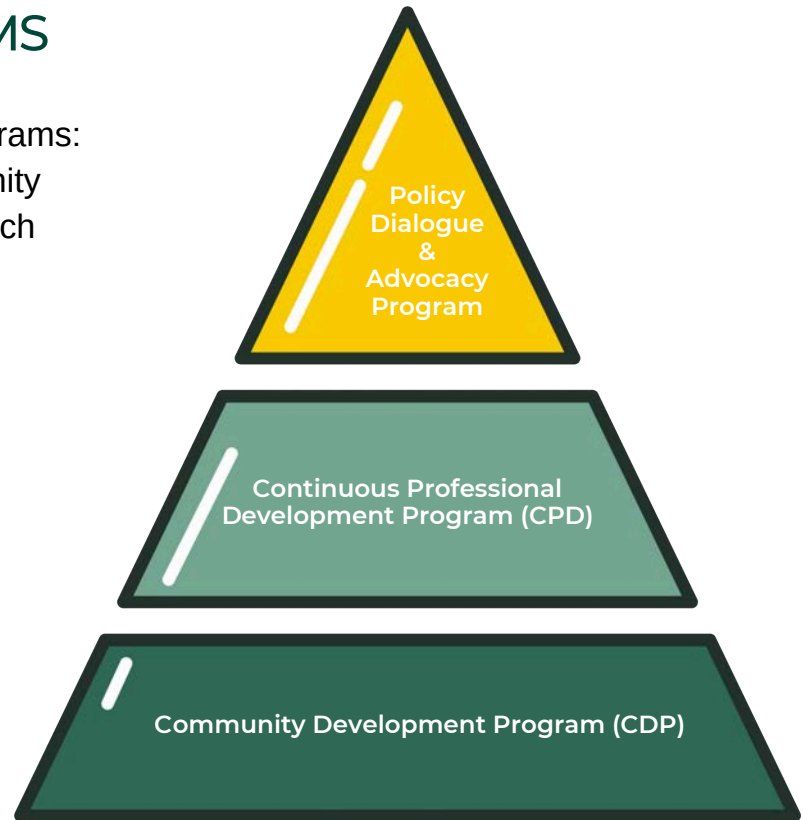 MS
rams:
nity
ch
Policy
Dialogue
&
Advocacy
Program
Continuous Professional
Development Program (CPD)
Community Development Program (CDP)